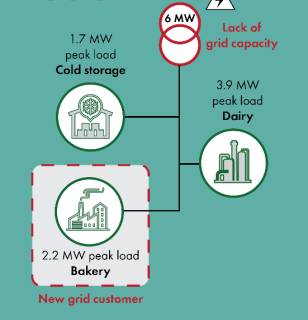 6 MW
Lack of
grid capacity
1.7 MW
peak load
Cold storage
3.9 MW
peak load
Dairy
2.2 MW peak load
Bakery
New grid customer